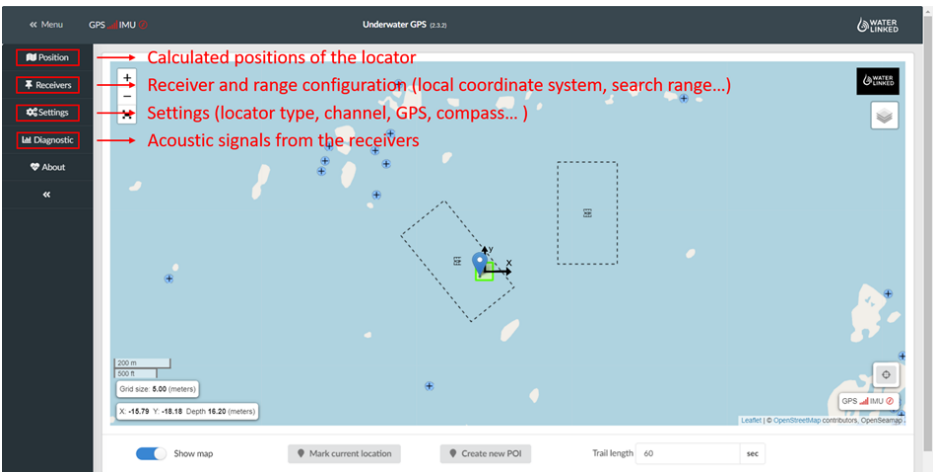 « Menu GPS IMU
Underwater GPS (2.3.2)
WATER
LINKED
Position
Calculated positions of the locator
Receivers
Receiver and range configuration (local coordinate system, search range...)
Settings
Settings (locator type, channel, GPS, compass... )
Diagnostic
Acoustic signals from the receivers
About
«
+
−
WATER
LINKED
y
X
200 m
500 ft
Grid size: 5.00 (meters)
X: -15.79 Y: -18.18 Depth 16.20 (meters)
GPS IMU
Leaflet | © OpenStreetMap contributors, OpenSeamap
Show map
Mark current location
Create new POI
Trail length 60 sec